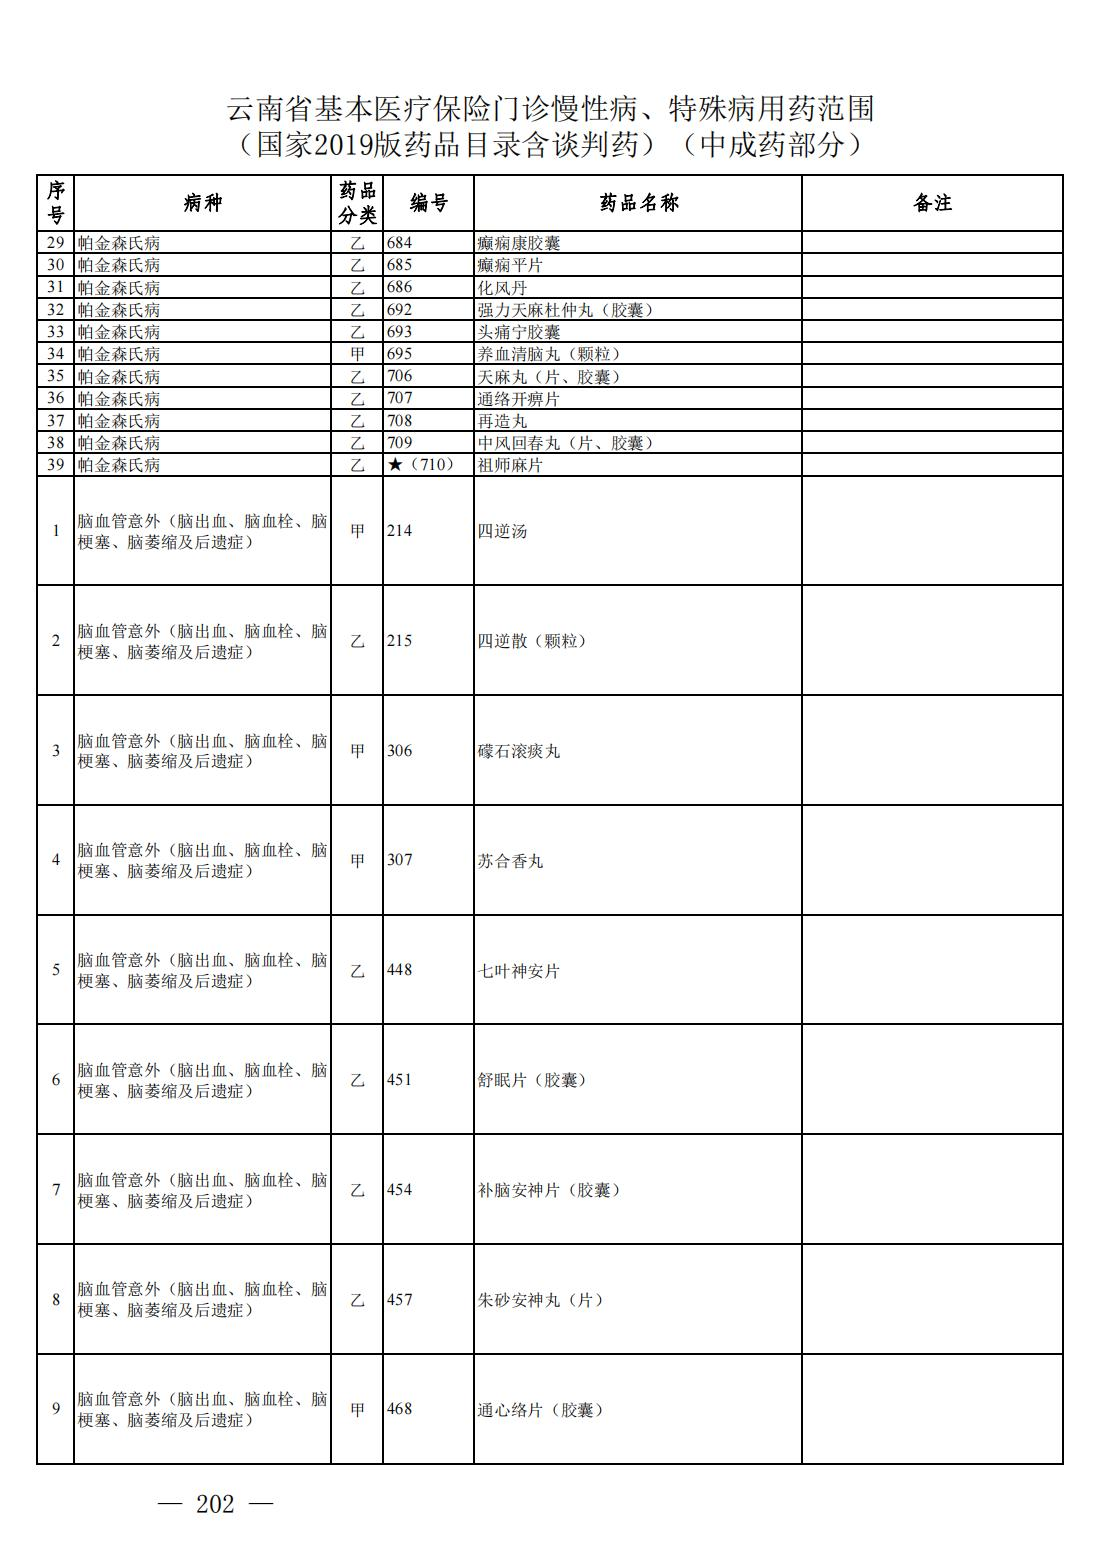 云南省基本医疗保险门诊慢性病、特殊病用药范围
（国家2019版药品目录含谈判药）（中成药部分）
序号 病种 药品分类 编号 药品名称 备注
29 帕金森氏病 乙 684 癫痫康胶囊
30 帕金森氏病 乙 685 癫痫平片
31 帕金森氏病 乙 686 化风丹
32 帕金森氏病 乙 692 强力天麻杜仲丸（胶囊）
33 帕金森氏病 乙 693 头痛宁胶囊
34 帕金森氏病 甲 695 养血清脑丸（颗粒）
35 帕金森氏病 乙 706 天麻丸（片、胶囊）
36 帕金森氏病 乙 707 通络开痹片
37 帕金森氏病 乙 708 再造丸
38 帕金森氏病 乙 709 中风回春丸（片、胶囊）
39 帕金森氏病 乙 ★（710） 祖师麻片
1 脑血管意外（脑出血、脑血栓、脑梗塞、脑萎缩及后遗症） 甲 214 四逆汤
2 脑血管意外（脑出血、脑血栓、脑梗塞、脑萎缩及后遗症） 乙 215 四逆散（颗粒）
3 脑血管意外（脑出血、脑血栓、脑梗塞、脑萎缩及后遗症） 甲 306 礞石滚痰丸
4 脑血管意外（脑出血、脑血栓、脑梗塞、脑萎缩及后遗症） 甲 307 苏合香丸
5 脑血管意外（脑出血、脑血栓、脑梗塞、脑萎缩及后遗症） 乙 448 七叶神安片
6 脑血管意外（脑出血、脑血栓、脑梗塞、脑萎缩及后遗症） 乙 451 舒眠片（胶囊）
7 脑血管意外（脑出血、脑血栓、脑梗塞、脑萎缩及后遗症） 乙 454 补脑安神片（胶囊）
8 脑血管意外（脑出血、脑血栓、脑梗塞、脑萎缩及后遗症） 乙 457 朱砂安神丸（片）
9 脑血管意外（脑出血、脑血栓、脑梗塞、脑萎缩及后遗症） 甲 468 通心络片（胶囊）
— 202 —